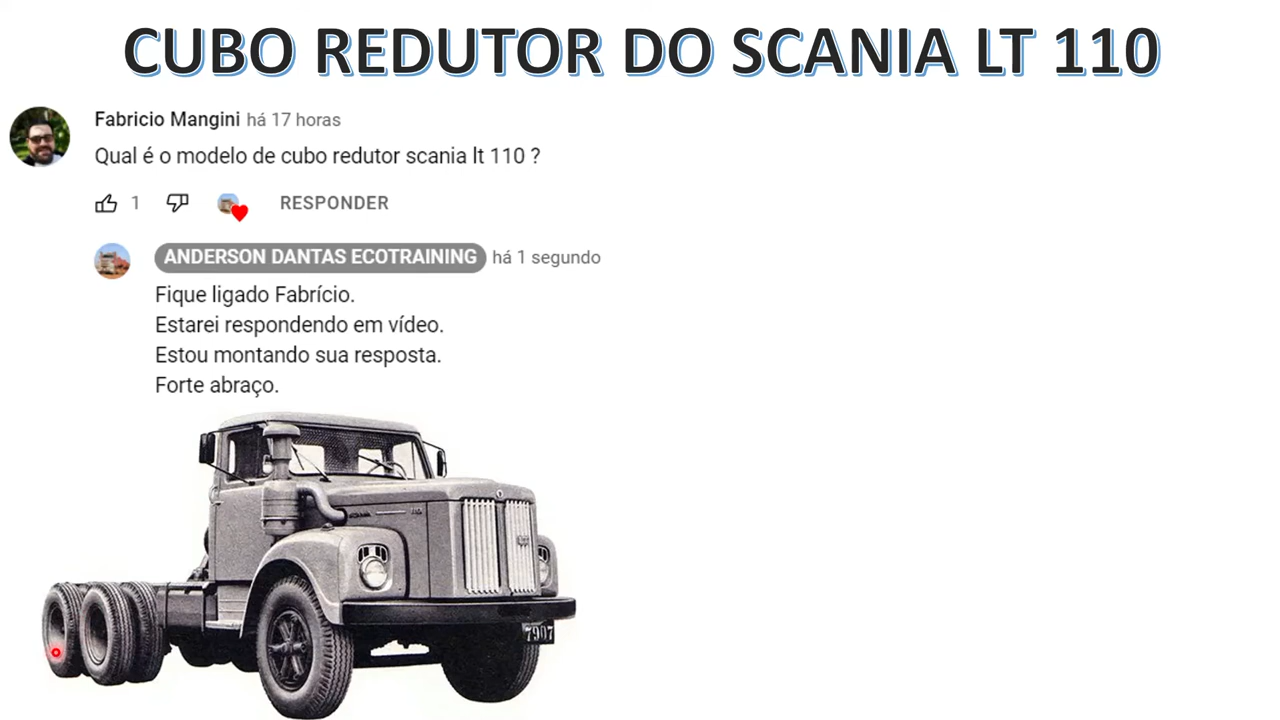 CUBO REDUTOR DO SCANIA LT 110
Fabricio Mangini há 17 horas
Qual é o modelo de cubo redutor scania lt 110 ?
1 RESPONDER
ANDERSON DANTAS ECOTRAINING há 1 segundo
Fique ligado Fabrício.
Estarei respondendo em vídeo.
Estou montando sua resposta.
Forte abraço.
7907